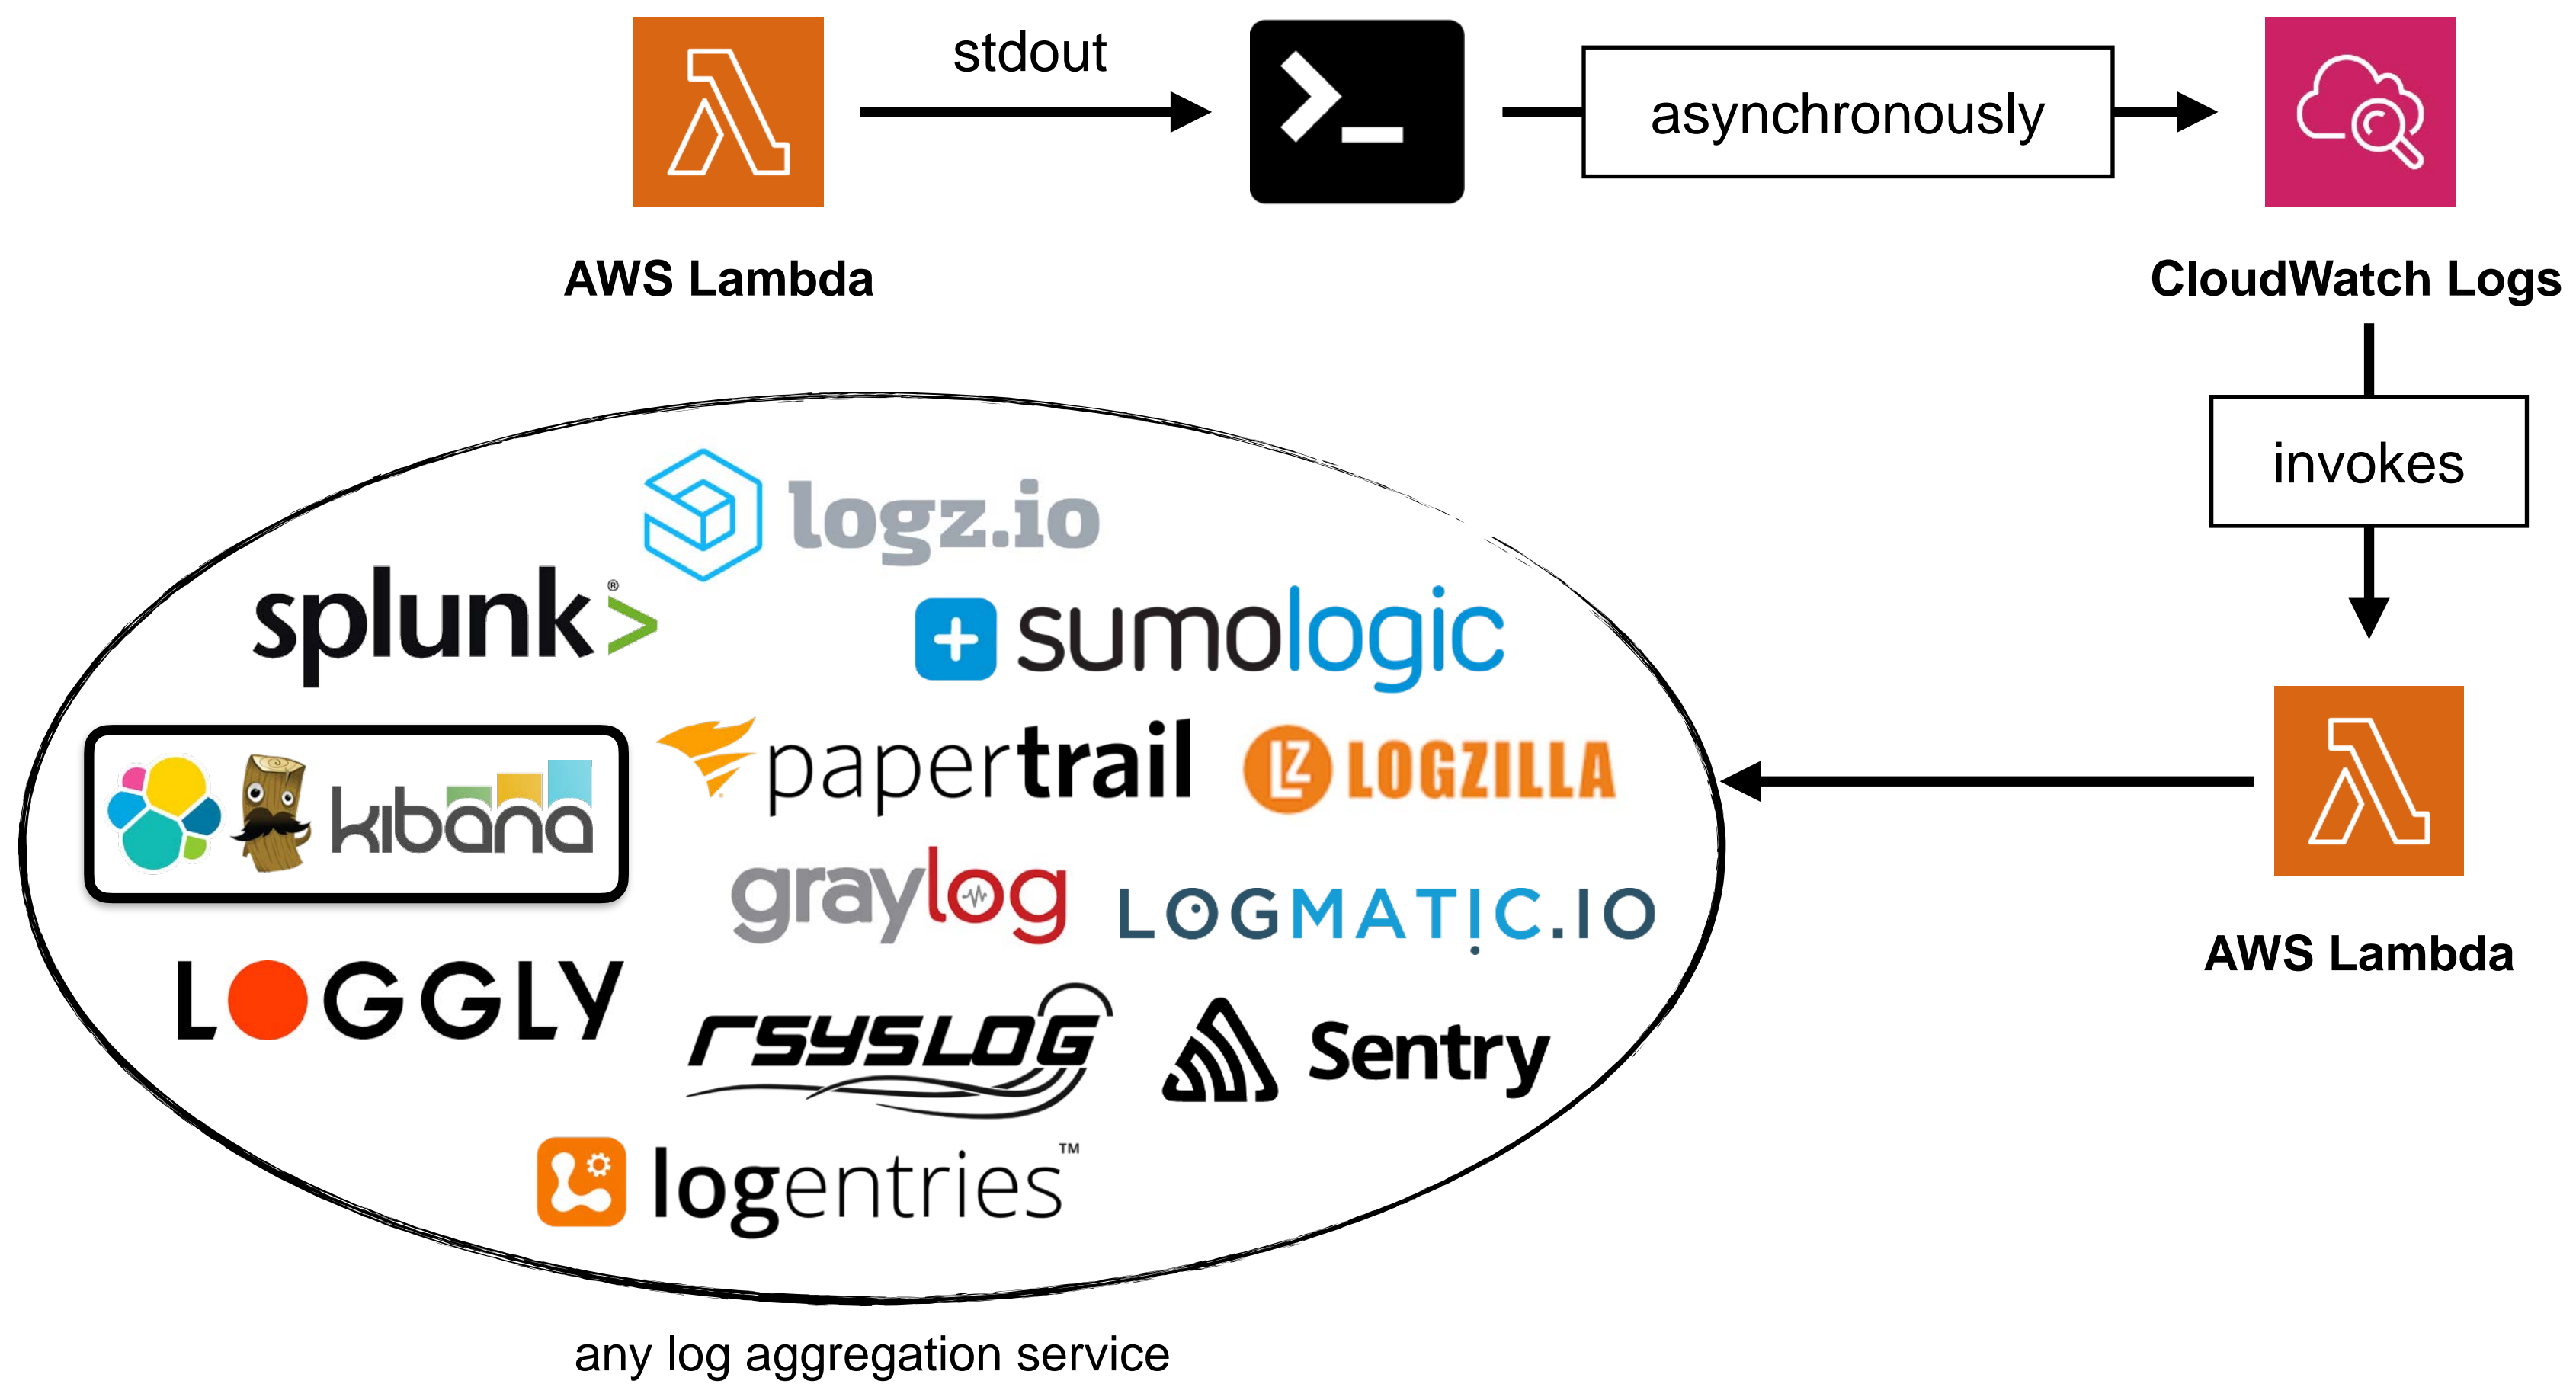 stdout
>_
asynchronously
AWS Lambda
CloudWatch Logs
invokes
logz.io
splunk>®
sumologic
papertrail
LZ LOGZILLA
kibana
graylog
LOGMATIC.IO
AWS Lambda
LOGGLY
rsyslog
Sentry
logentries™
any log aggregation service